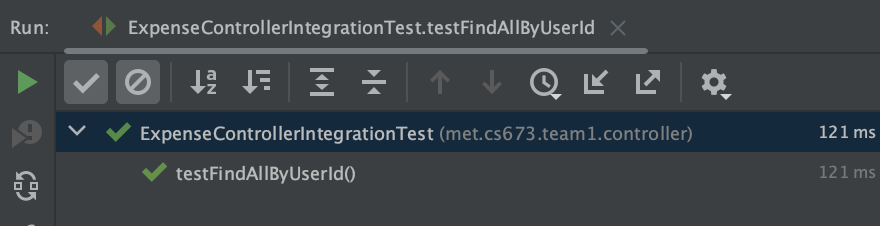 Run: ExpenseControllerIntegrationTest.testFindAllByUserId
ExpenseControllerIntegrationTest (met.cs673.team1.controller) 121 ms
testFindAllByUserId() 121 ms